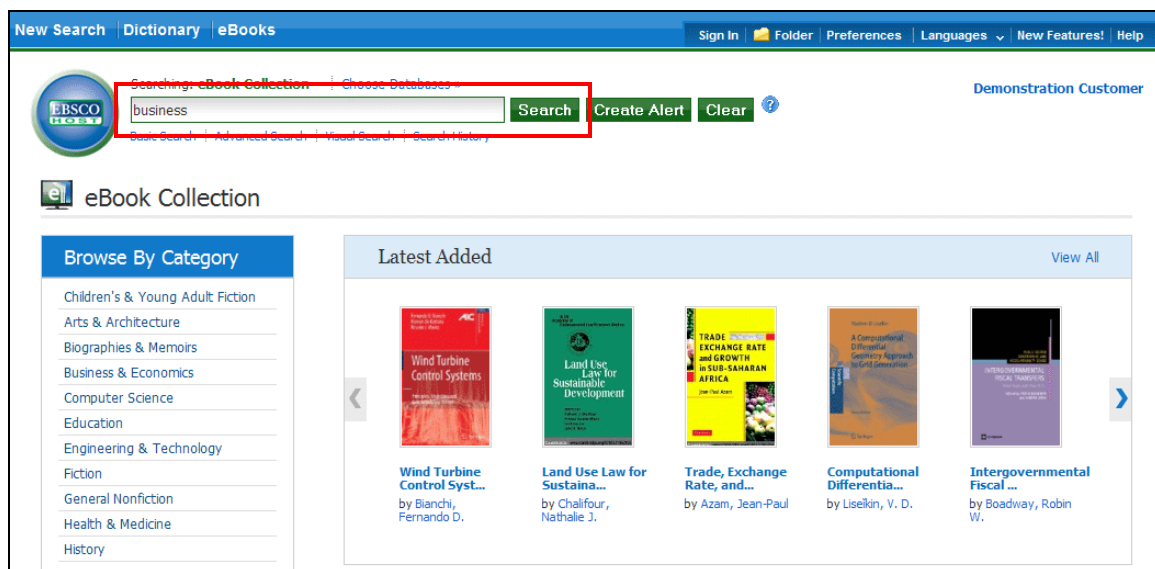 New Search Dictionary eBooks
Sign In Folder Preferences Languages New Features! Help
Searching: eBook Collection Choose Databases »
Demonstration Customer
EBSCO
HOST
business Search Create Alert Clear ?
Basic Search Advanced Search Visual Search Search History
eBook Collection
Browse By Category
Children's & Young Adult Fiction
Arts & Architecture
Biographies & Memoirs
Business & Economics
Computer Science
Education
Engineering & Technology
Fiction
General Nonfiction
Health & Medicine
History
Latest Added View All
Wind Turbine
Control Systems
Land Use
Law for
Sustainable
Development
TRADE
EXCHANGE RATE
and GROWTH
in SUB-SAHARAN
AFRICA
Jean-Paul Azam
A Computational
Differential
Geometry Approach
to Grid Generation
Springer
INTERGOVERNMENTAL
FISCAL TRANSFERS
Wind Turbine
Control Syst...
by Bianchi,
Fernando D.
Land Use Law for
Sustaina...
by Chalifour,
Nathalie J.
Trade, Exchange
Rate, and...
by Azam, Jean-Paul
Computational
Differentia...
by Liseikin, V. D.
Intergovernmental
Fiscal ...
by Boadway, Robin
W.